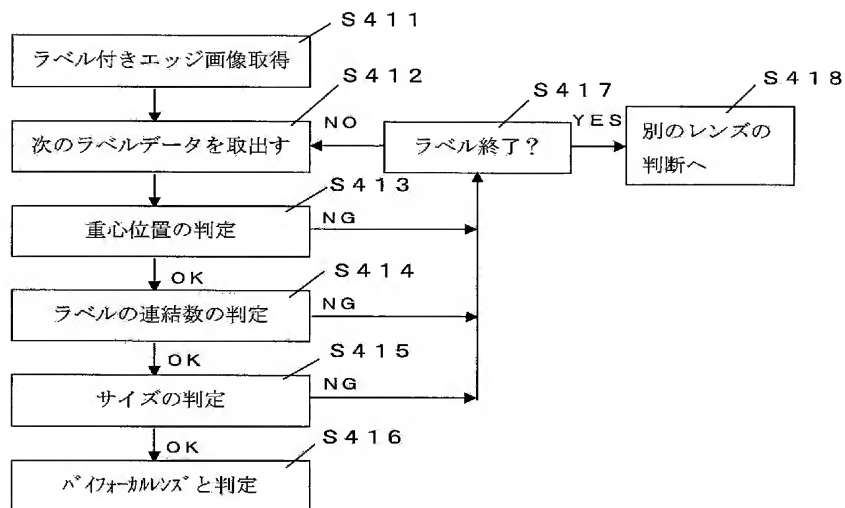 S411
ラベル付きエッジ画像取得
S412
次のラベルデータを取出す
NO
S417
ラベル終了？
YES
S418
別のレンズの
判断へ
S413
重心位置の判定
NG
OK
S414
ラベルの連結数の判定
NG
OK
S415
サイズの判定
NG
OK
S416
ﾊﾞｲﾌｫｰｶﾙﾚﾝｽﾞと判定